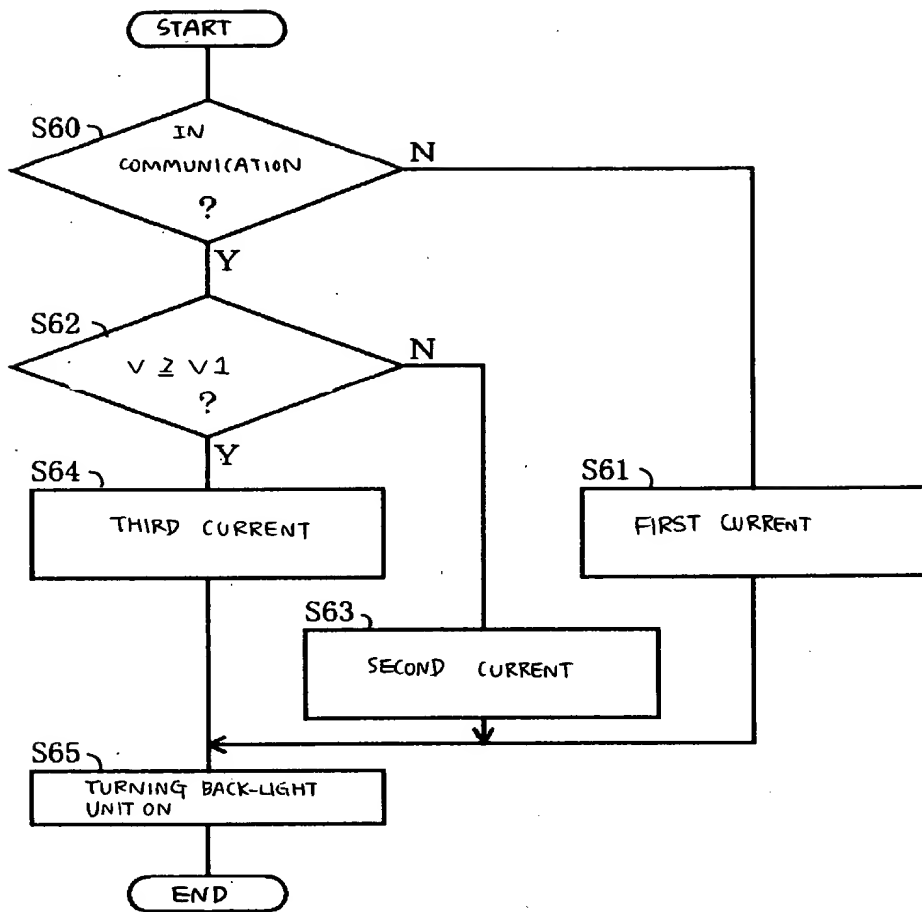 START
S60
IN
COMMUNICATION
?
N
Y
S62
V ≥ V1
?
N
Y
S64
THIRD CURRENT
S61
FIRST CURRENT
S63
SECOND CURRENT
S65
TURNING BACK-LIGHT
UNIT ON
END